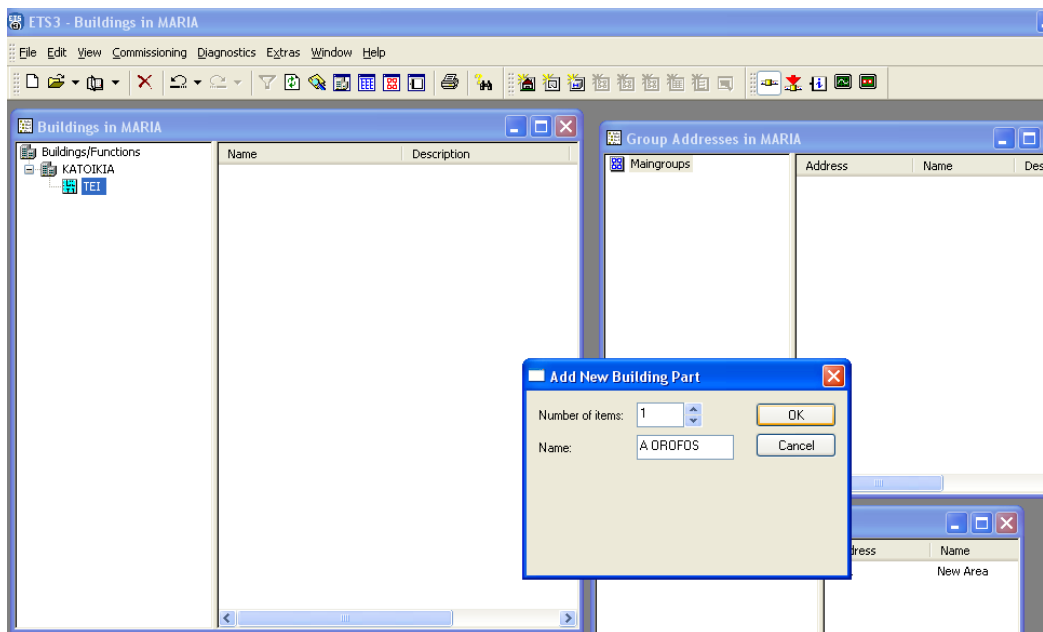 ETS3 - Buildings in MARIA
File Edit View Commissioning Diagnostics Extras Window Help
Buildings in MARIA
Buildings/Functions
KATOIKIA
TEI
Name Description
Group Addresses in MARIA
Maingroups
Address Name Des
Add New Building Part
Number of items: 1 OK
Name: A OROFOS Cancel
dress Name
New Area